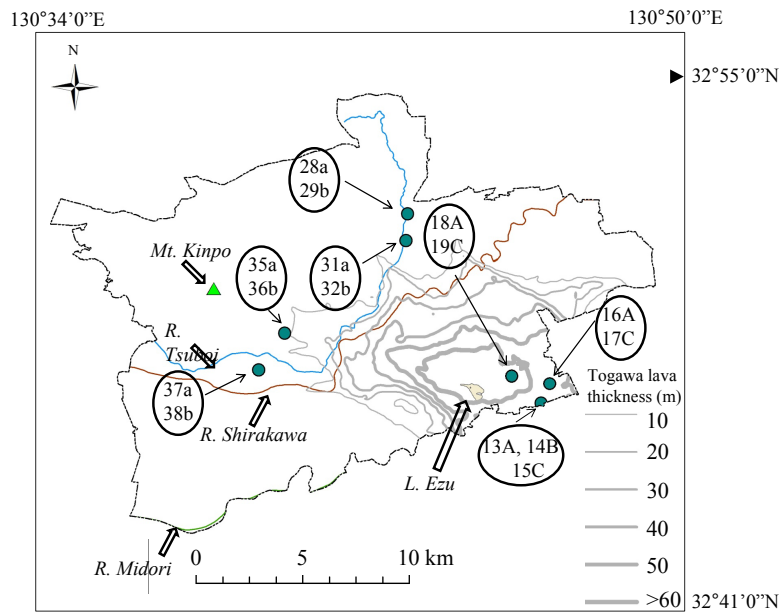 130°34’0”E
130°50’0”E
32°55’0”N
N
28a
29b
18A
19C
Mt. Kinpo
35a
36b
31a
32b
16A
17C
R.
Tsuboi
Togawa lava
thickness (m)
37a
38b
R. Shirakawa
13A, 14B
15C
L. Ezu
10
20
30
40
50
>60
R. Midori
0 5 10 km
32°41’0”N